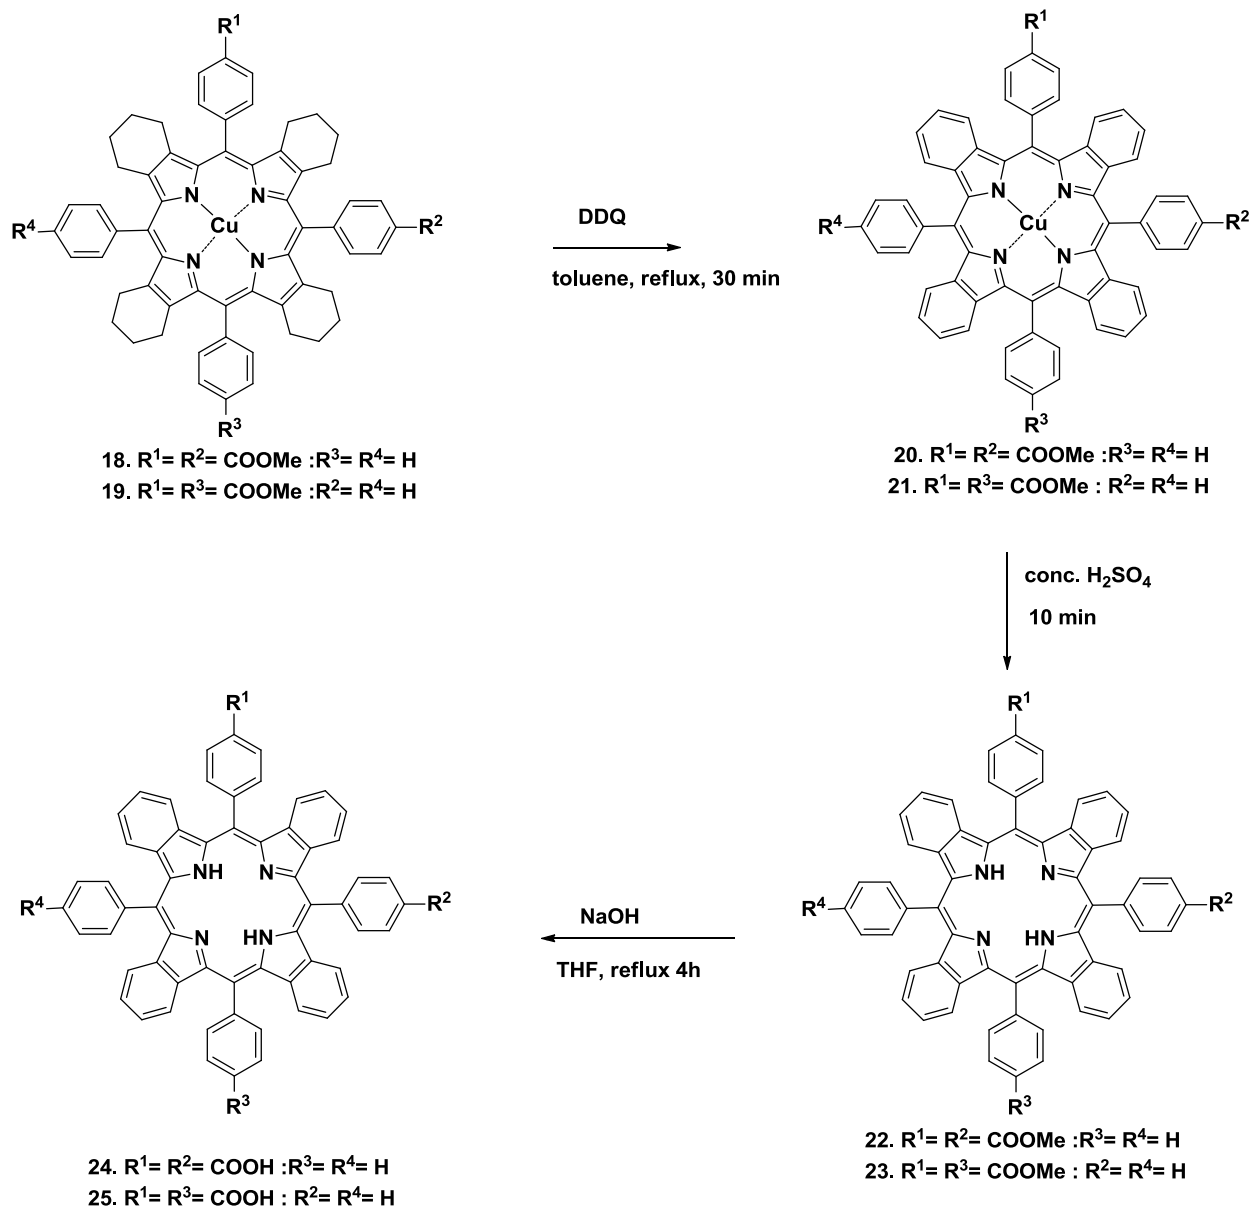 R¹
N
N
R⁴
Cu
R²
N
N
R³
18. R¹= R²= COOMe :R³= R⁴= H
19. R¹= R³= COOMe :R²= R⁴= H
DDQ
toluene, reflux, 30 min
R¹
N
N
R⁴
Cu
R²
N
N
R³
20. R¹= R²= COOMe :R³= R⁴= H
21. R¹= R³= COOMe : R²= R⁴= H
conc. H₂SO₄
10 min
R¹
NH
N
R⁴
R²
N
HN
R³
22. R¹= R²= COOMe :R³= R⁴= H
23. R¹= R³= COOMe : R²= R⁴= H
NaOH
THF, reflux 4h
R¹
NH
N
R⁴
R²
N
HN
R³
24. R¹= R²= COOH :R³= R⁴= H
25. R¹= R³= COOH : R²= R⁴= H